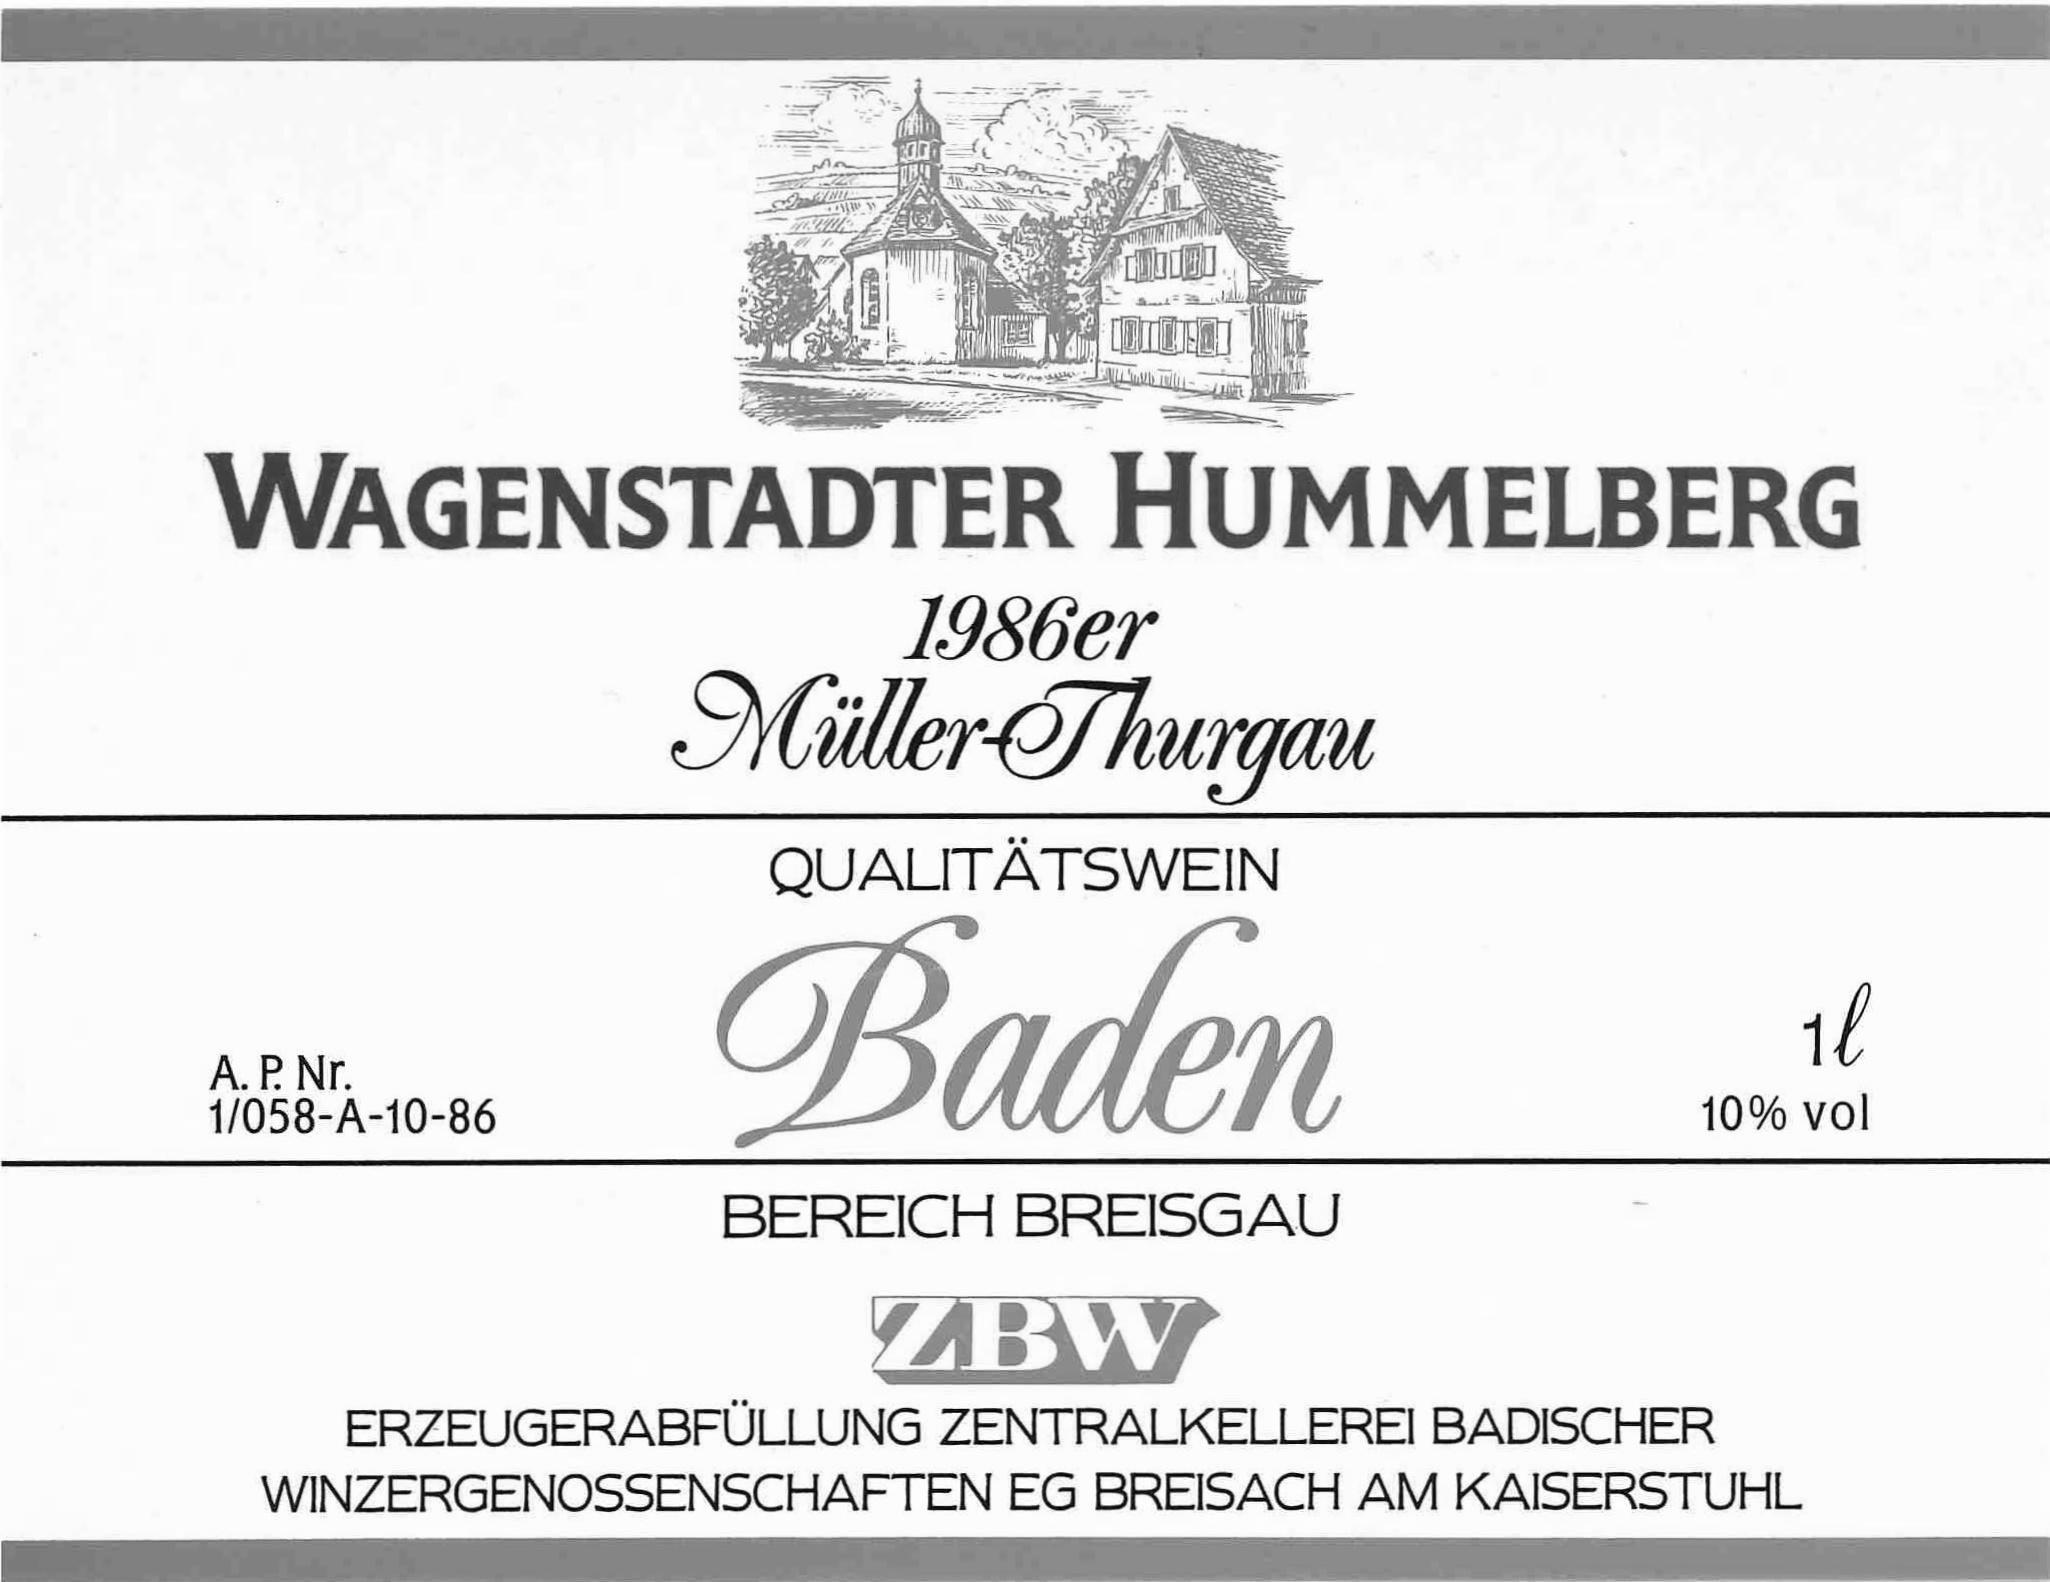 WAGENSTADTER HUMMELBERG
1986er
Müller-Thurgau
QUALITÄTSWEIN
Baden
A. P. Nr.
1/058-A-10-86
1ℓ
10% vol
BEREICH BREISGAU
ZBW
ERZEUGERABFÜLLUNG ZENTRALKELLEREI BADISCHER
WINZERGENOSSENSCHAFTEN EG BREISACH AM KAISERSTUHL